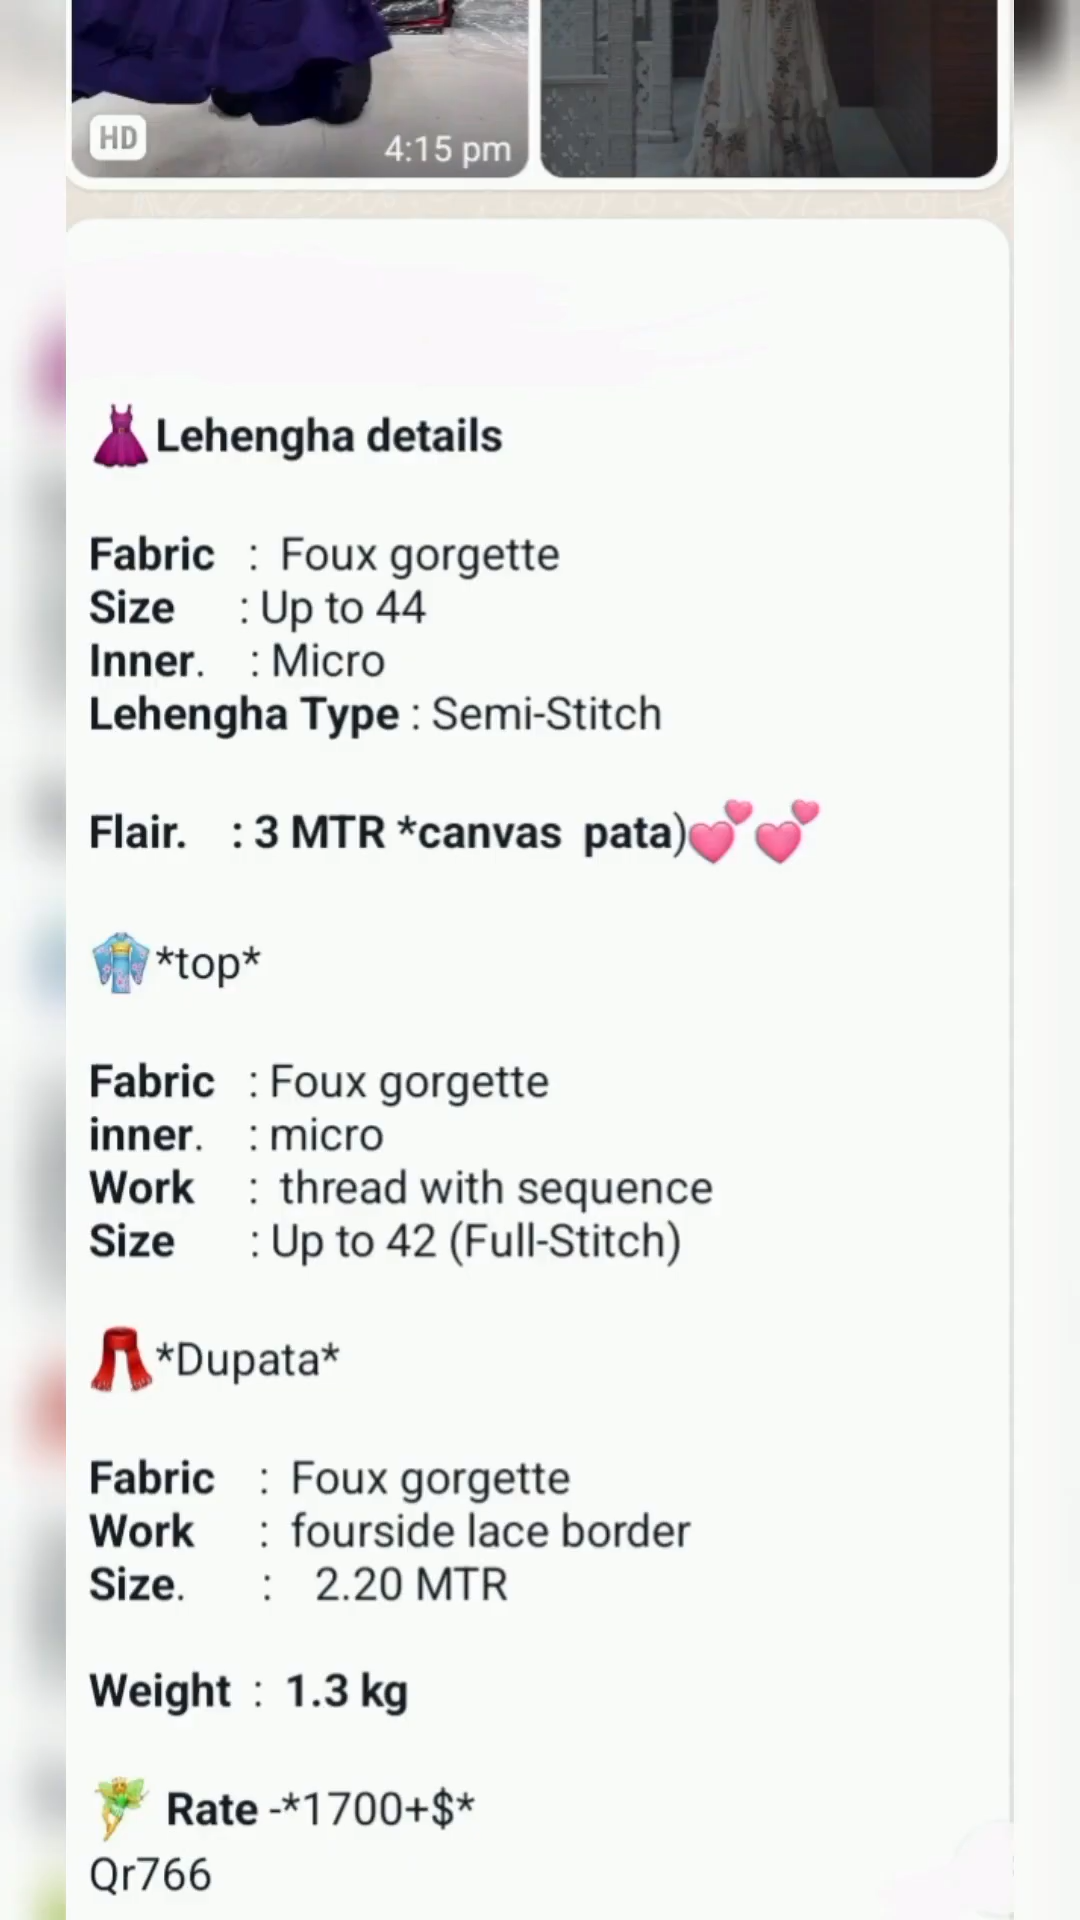 HD
4:15 pm
👗Lehengha details
Fabric : Foux gorgette
Size : Up to 44
Inner. : Micro
Lehengha Type : Semi-Stitch
Flair. : 3 MTR *canvas pata)💕💕
👘*top*
Fabric : Foux gorgette
inner. : micro
Work : thread with sequence
Size : Up to 42 (Full-Stitch)
🧣*Dupata*
Fabric : Foux gorgette
Work : fourside lace border
Size. : 2.20 MTR
Weight : 1.3 kg
🧚 Rate -*1700+$*
Qr766